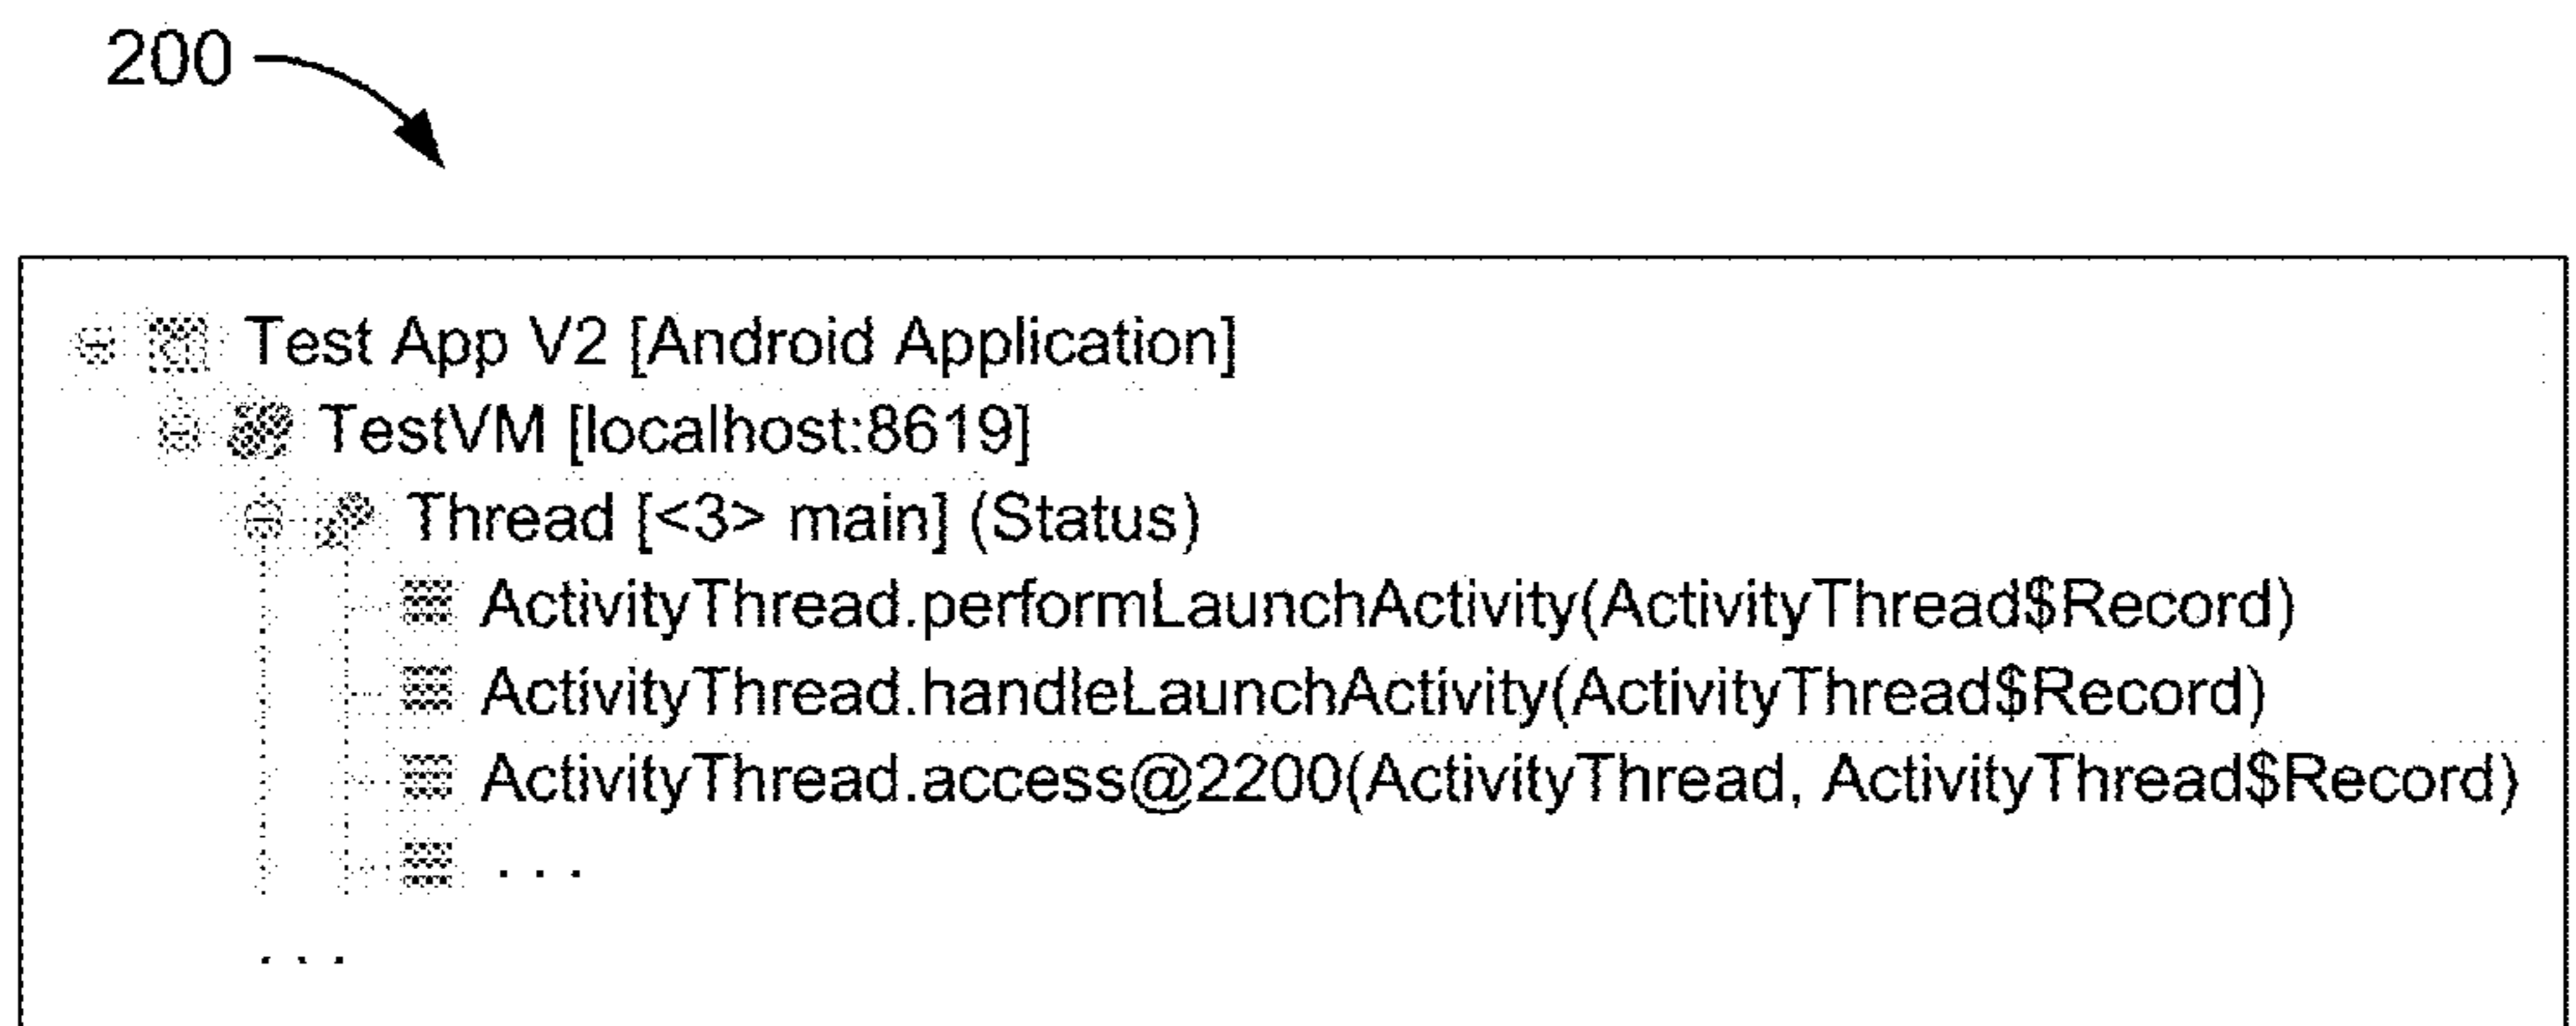 200
Test App V2 [Android Application]
TestVM [localhost:8619]
Thread [<3> main] (Status)
ActivityThread.performLaunchActivity(ActivityThread$Record)
ActivityThread.handleLaunchActivity(ActivityThread$Record)
ActivityThread.access@2200(ActivityThread, ActivityThread$Record)
. . .
. . .